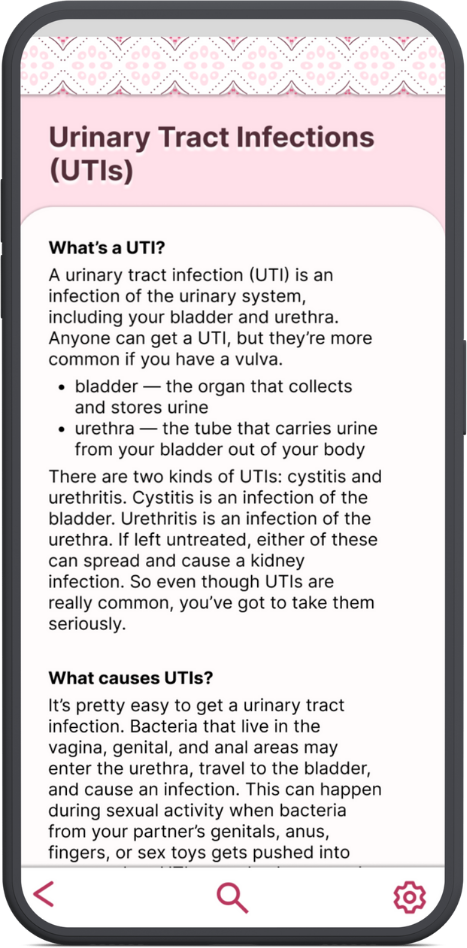 Urinary Tract Infections
(UTIs)
What's a UTI?
A urinary tract infection (UTI) is an
infection of the urinary system,
including your bladder and urethra.
Anyone can get a UTI, but they're more
common if you have a vulva.
• bladder — the organ that collects
and stores urine
• urethra — the tube that carries urine
from your bladder out of your body
There are two kinds of UTIs: cystitis and
urethritis. Cystitis is an infection of the
bladder. Urethritis is an infection of the
urethra. If left untreated, either of these
can spread and cause a kidney
infection. So even though UTIs are
really common, you've got to take them
seriously.
What causes UTIs?
It's pretty easy to get a urinary tract
infection. Bacteria that live in the
vagina, genital, and anal areas may
enter the urethra, travel to the bladder,
and cause an infection. This can happen
during sexual activity when bacteria
from your partner's genitals, anus,
fingers, or sex toys gets pushed into